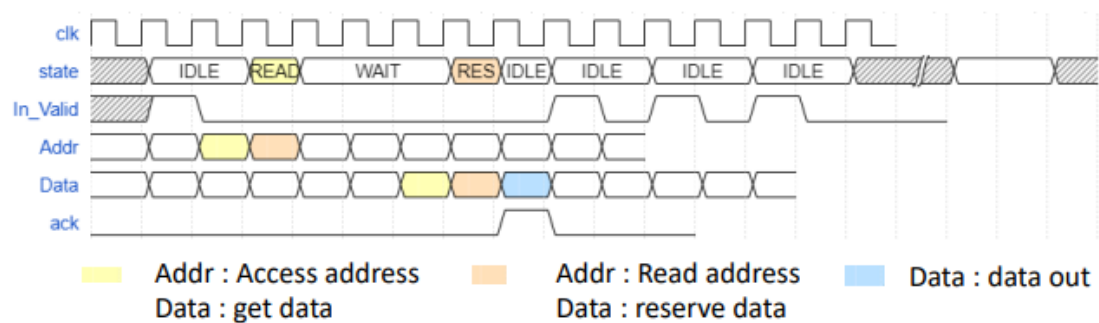 clk
state IDLE READ WAIT RES IDLE IDLE IDLE IDLE
In_Valid
Addr
Data
ack
Addr : Access address Addr : Read address Data : data out
Data : get data Data : reserve data